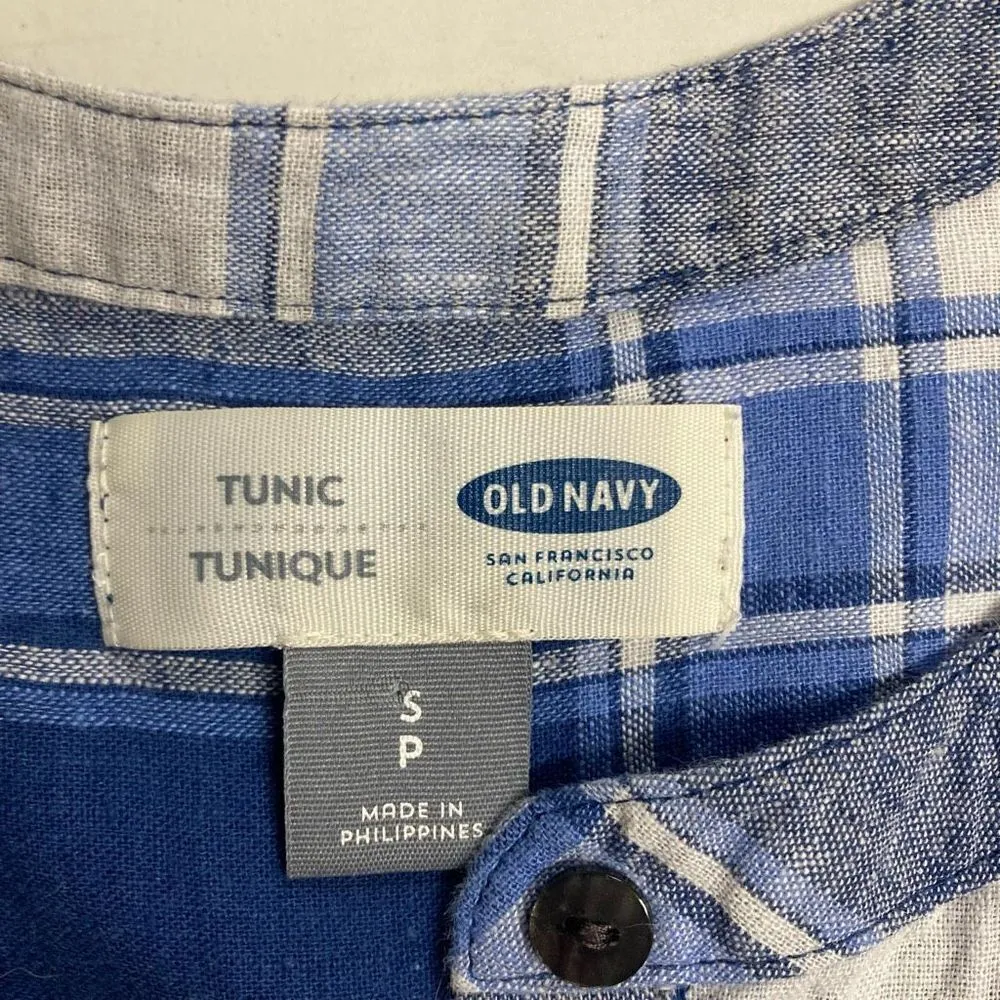 TUNIC
TUNIQUE
OLD NAVY
SAN FRANCISCO
CALIFORNIA
S
P
MADE IN
PHILIPPINES